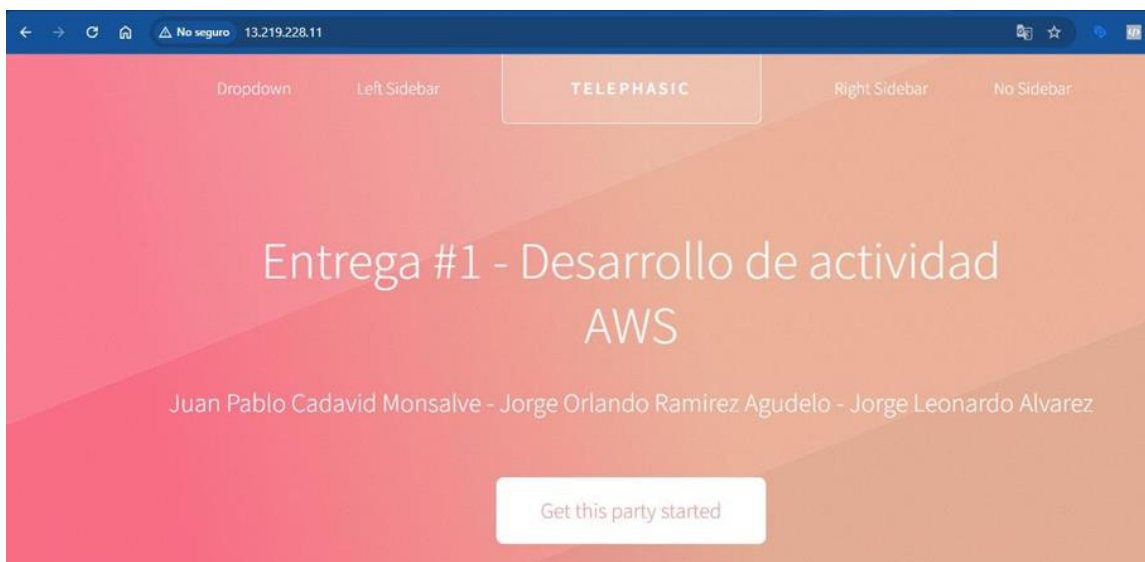 No seguro 13.219.228.11
Dropdown Left Sidebar TELEPHASIC Right Sidebar No Sidebar
Entrega #1 - Desarrollo de actividad
AWS
Juan Pablo Cadavid Monsalve - Jorge Orlando Ramirez Agudelo - Jorge Leonardo Alvarez
Get this party started